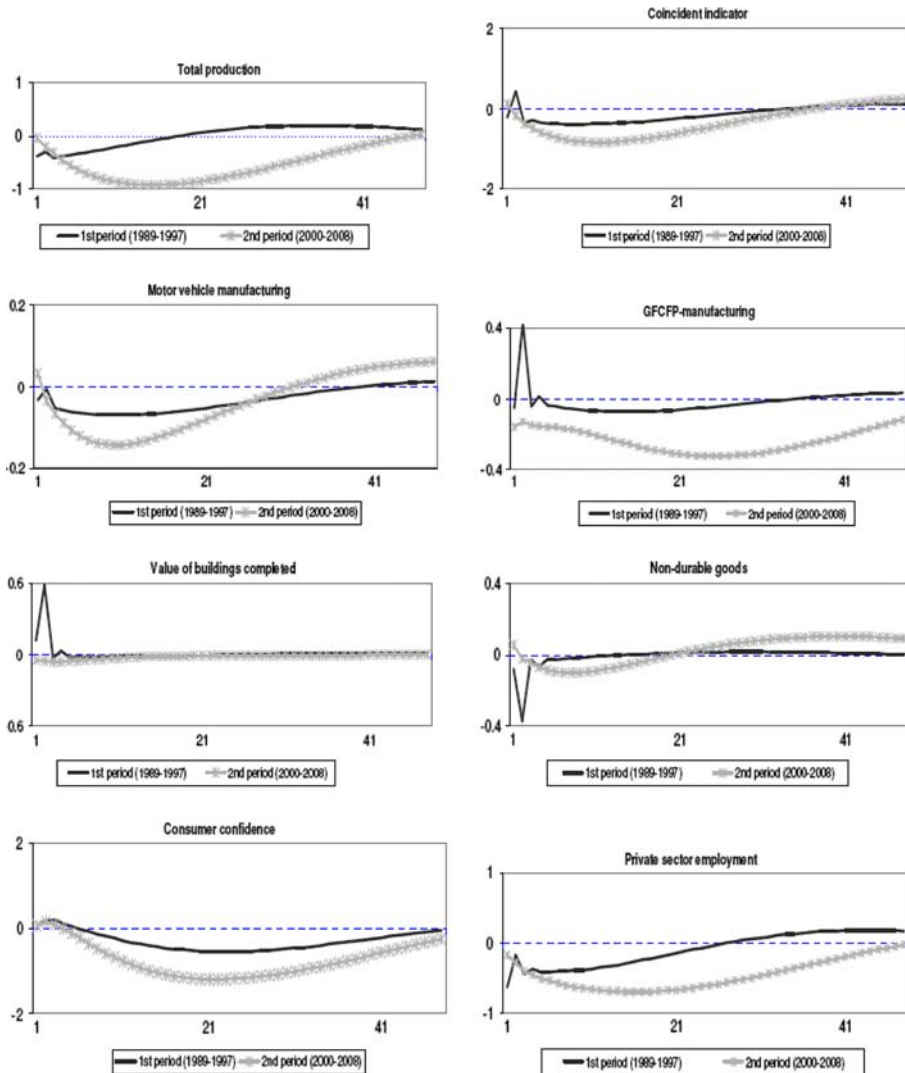 Total production
1
0
-1
1
21
41
1st period (1989-1997)
2nd period (2000-2008)
Coincident indicator
2
0
-2
1
21
41
1st period (1989-1997)
2nd period (2000-2008)
Motor vehicle manufacturing
0.2
0
0.2
1
21
41
1st period (1989-1997)
2nd period (2000-2008)
GFCFP-manufacturing
0.4
0
-0.4
1
21
41
1st period (1989-1997)
2nd period (2000-2008)
Value of buildings completed
0.6
0
0.6
1
21
41
1st period (1989-1997)
2nd period (2000-2008)
Non-durable goods
0.4
0
-0.4
1
21
41
1st period (1989-1997)
2nd period (2000-2008)
Consumer confidence
2
0
-2
1
21
41
1st period (1989-1997)
2nd period (2000-2008)
Private sector employment
1
0
-1
1
21
41
1st period (1989-1997)
2nd period (2000-2008)